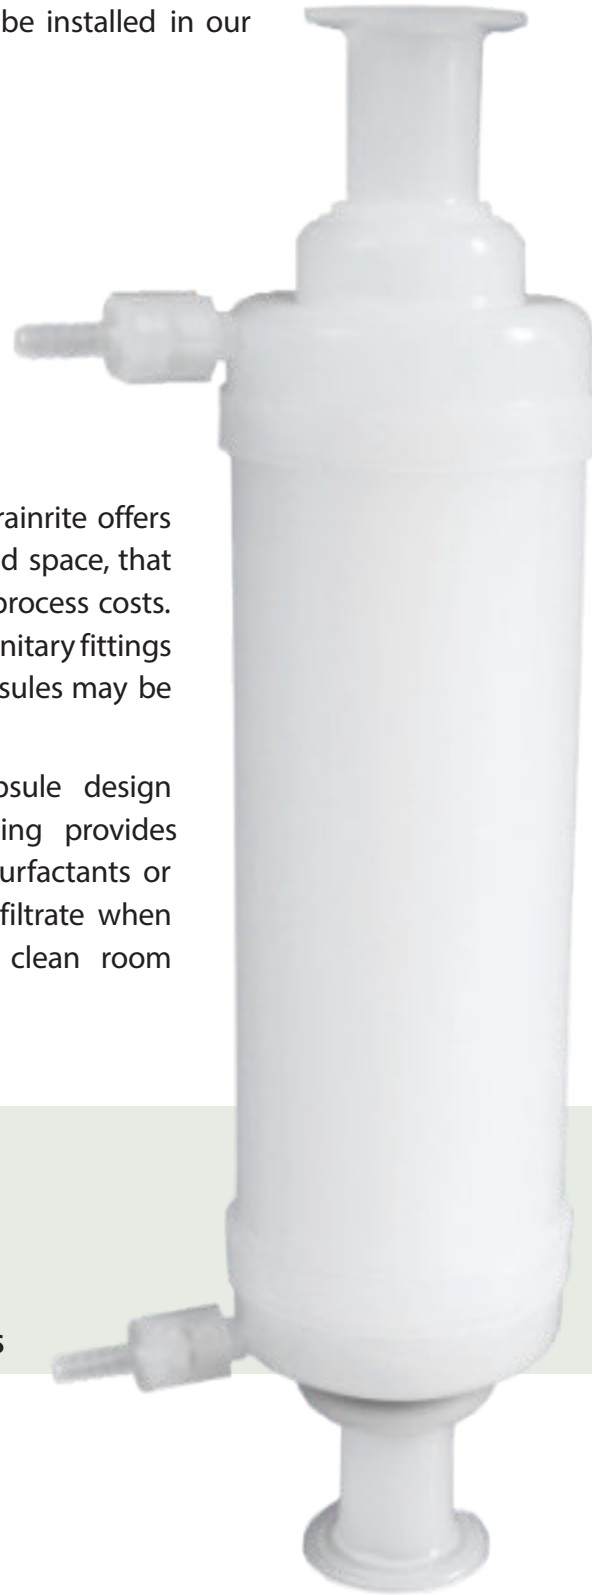 be installed in our
rainrite offers
d space, that
process costs.
nitary fittings
sules may be
psule design
ing provides
urfactants or
filtrate when
clean room
s